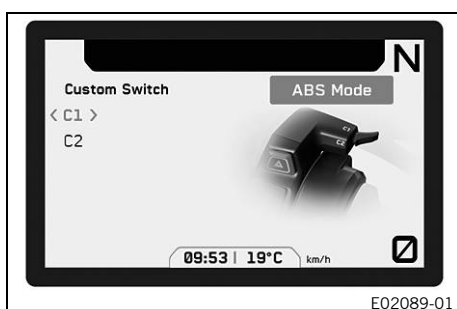 N
Custom Switch
ABS Mode
< C1 >
C2
C1
C2
09:53 | 19°C km/h
0
E02089-01